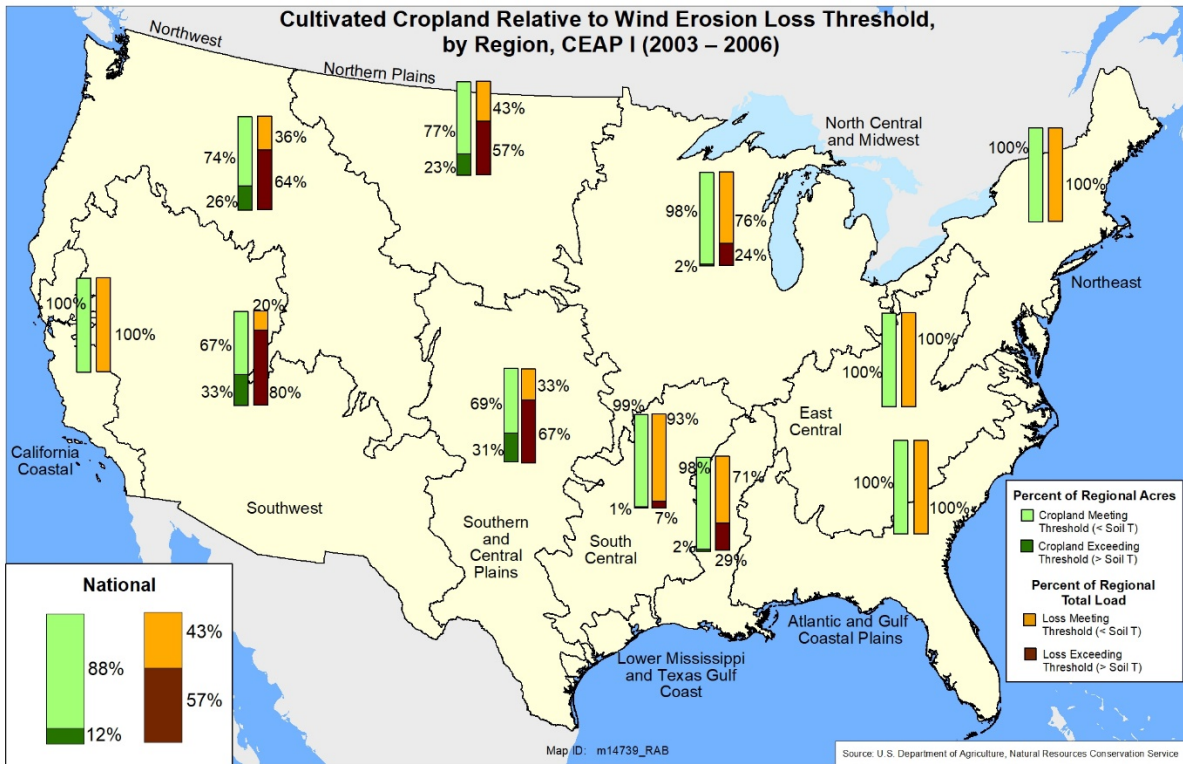 Cultivated Cropland Relative to Wind Erosion Loss Threshold,
by Region, CEAP I (2003 – 2006)
Northwest
Northern Plains
North Central
and Midwest
Northeast
East
Central
California
Coastal
Southwest
Southern
and
Central
Plains
South
Central
Lower Mississippi
and Texas Gulf
Coast
Atlantic and Gulf
Coastal Plains
74%
26%
36%
64%
77%
23%
43%
57%
98%
2%
76%
24%
100%
100%
100%
100%
67%
33%
20%
80%
69%
31%
33%
67%
99%
1%
93%
7%
98%
2%
71%
29%
100%
100%
100%
100%
National
88%
12%
43%
57%
Percent of Regional Acres
Cropland Meeting
Threshold (< Soil T)
Cropland Exceeding
Threshold (> Soil T)
Percent of Regional
Total Load
Loss Meeting
Threshold (< Soil T)
Loss Exceeding
Threshold (> Soil T)
Map ID: m14739_RAB
Source: U.S. Department of Agriculture, Natural Resources Conservation Service